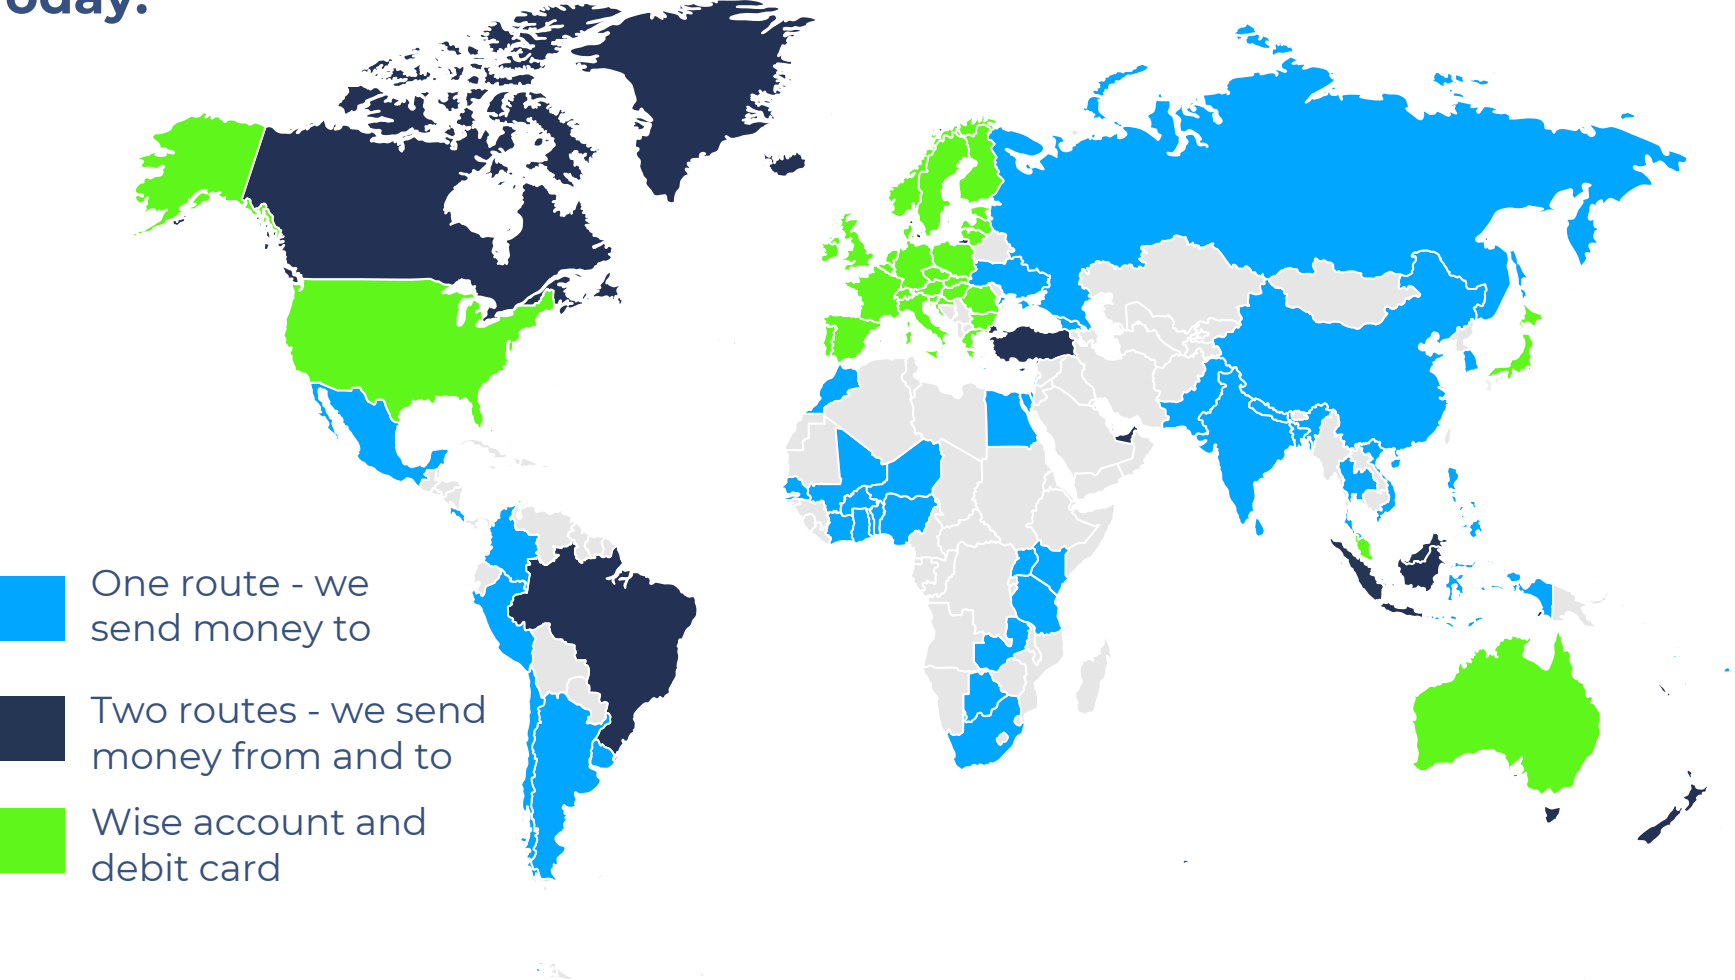 oday.
One route - we
send money to
Two routes - we send
money from and to
Wise account and
debit card